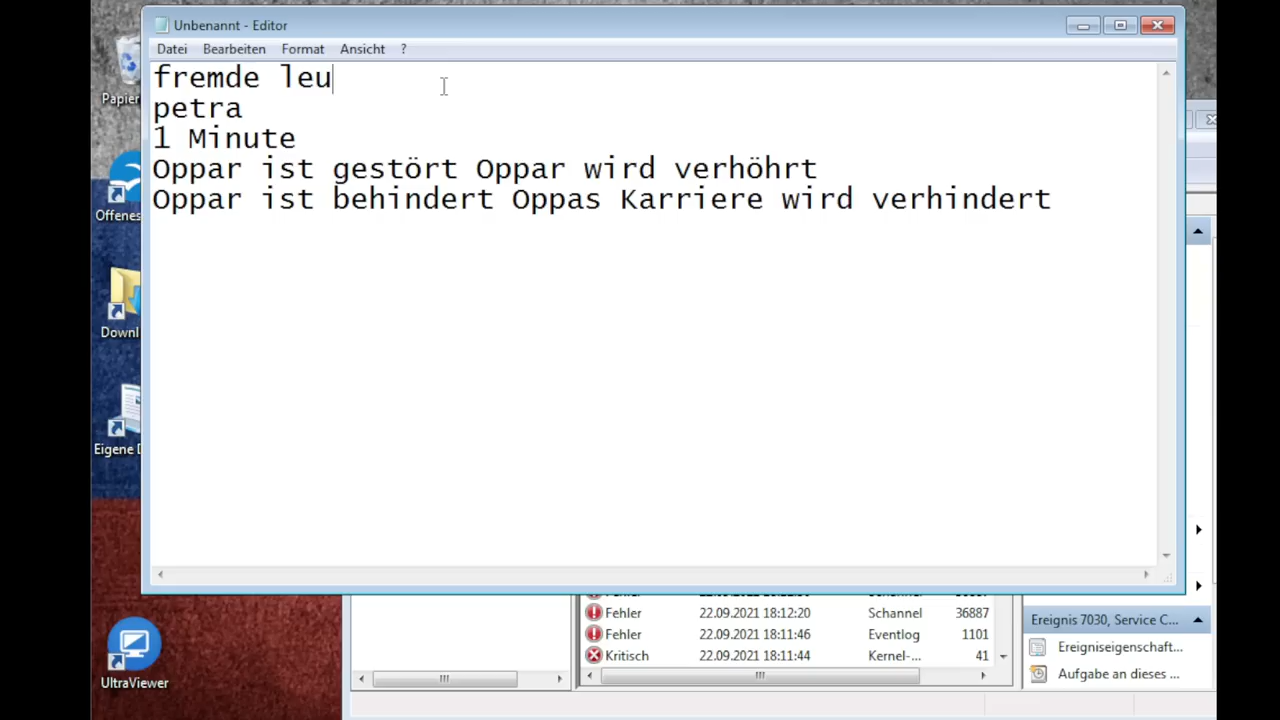 Unbenannt - Editor
Datei Bearbeiten Format Ansicht ?
fremde leu
petra
1 Minute
Oppar ist gestört Oppar wird verhöhrt
Oppar ist behindert Oppas Karriere wird verhindert
Papier
Offenes
Downl
Eigene D
UltraViewer
Fehler 22.09.2021 18:12:20 Schannel 36887
Fehler 22.09.2021 18:11:46 Eventlog 1101
Kritisch 22.09.2021 18:11:44 Kernel-... 41
Ereignis 7030, Service C...
Ereigniseigenschaft...
Aufgabe an dieses ...